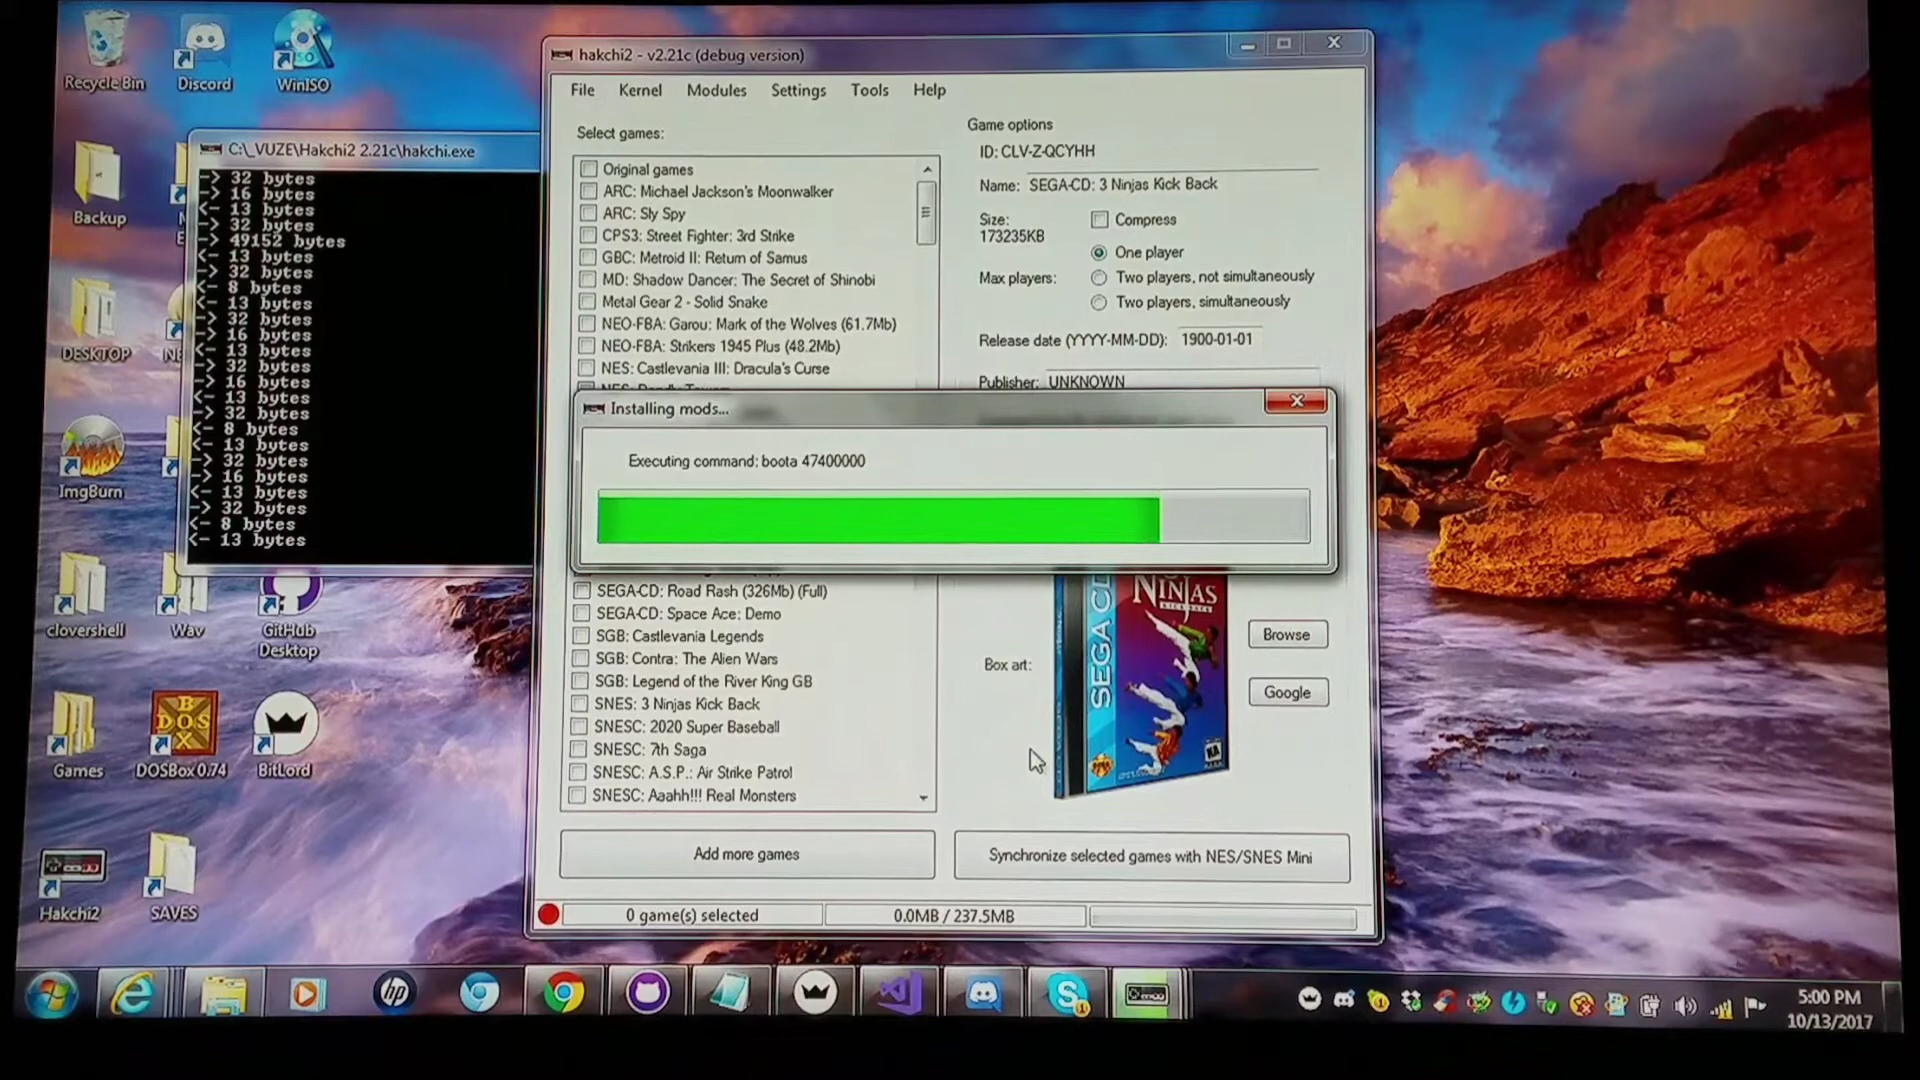 Recycle Bin
Discord
WinISO
Backup
DESKTOP
ImgBurn
clovershell
Wav
GitHub
Desktop
Games
DOSBox 0.74
BitLord
Hakchi2
SAVES
C:\_VUZE\Hakchi2 2.21c\hakchi.exe
-> 32 bytes
-> 16 bytes
<- 13 bytes
-> 32 bytes
-> 49152 bytes
<- 13 bytes
-> 32 bytes
<- 8 bytes
<- 13 bytes
-> 32 bytes
-> 16 bytes
<- 13 bytes
-> 32 bytes
-> 16 bytes
<- 13 bytes
-> 32 bytes
<- 8 bytes
<- 13 bytes
-> 32 bytes
-> 16 bytes
<- 13 bytes
-> 32 bytes
<- 8 bytes
<- 13 bytes
hakchi2 - v2.21c (debug version)
File Kernel Modules Settings Tools Help
Select games:
Original games
ARC: Michael Jackson's Moonwalker
ARC: Sly Spy
CPS3: Street Fighter: 3rd Strike
GBC: Metroid II: Return of Samus
MD: Shadow Dancer: The Secret of Shinobi
Metal Gear 2 - Solid Snake
NEO-FBA: Garou: Mark of the Wolves (61.7Mb)
NEO-FBA: Strikers 1945 Plus (48.2Mb)
NES: Castlevania III: Dracula's Curse
Game options
ID: CLV-Z-QCYHH
Name: SEGA-CD: 3 Ninjas Kick Back
Size:
173235KB
Compress
Max players:
One player
Two players, not simultaneously
Two players, simultaneously
Release date (YYYY-MM-DD): 1900-01-01
Publisher: UNKNOWN
Installing mods...
Executing command: boota 47400000
SEGA-CD: Road Rash (326Mb) (Full)
SEGA-CD: Space Ace: Demo
SGB: Castlevania Legends
SGB: Contra: The Alien Wars
SGB: Legend of the River King GB
SNES: 3 Ninjas Kick Back
SNESC: 2020 Super Baseball
SNESC: 7th Saga
SNESC: A.S.P.: Air Strike Patrol
SNESC: Aaahh!!! Real Monsters
Box art:
SEGA CD
NINJAS
KICK BACK
Browse
Google
Add more games
Synchronize selected games with NES/SNES Mini
0 game(s) selected
0.0MB / 237.5MB
5:00 PM
10/13/2017